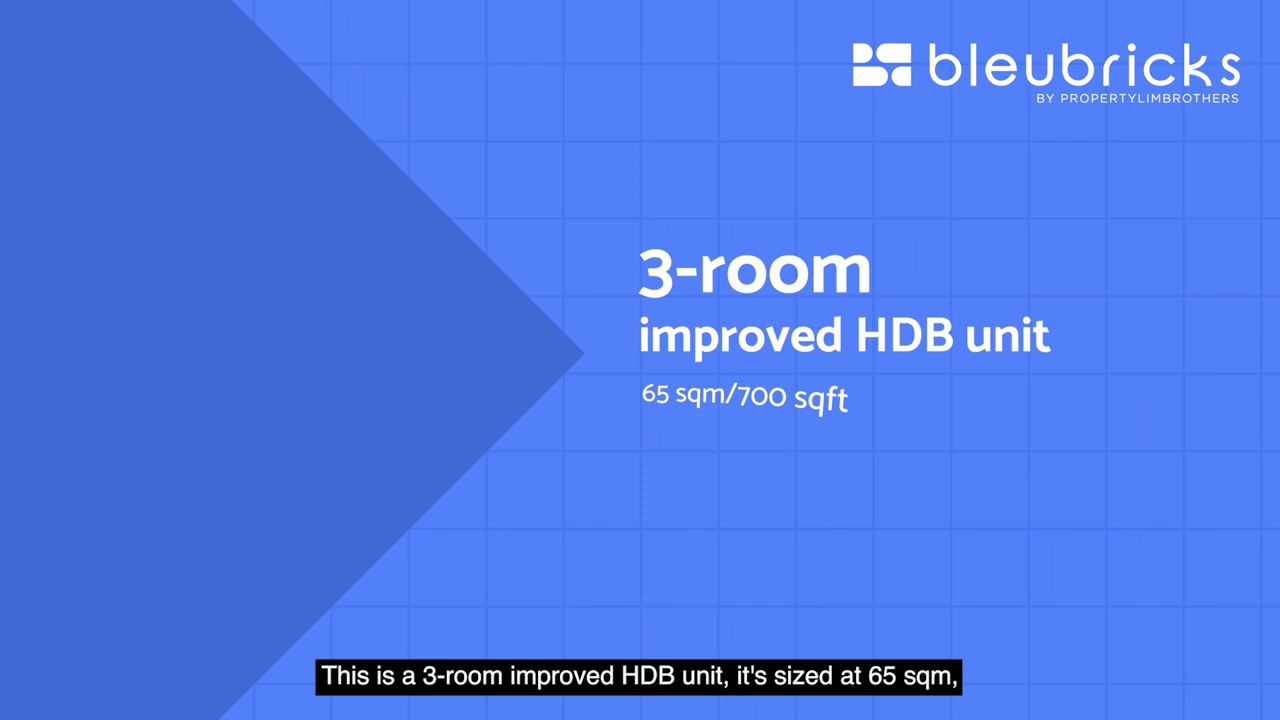 bleubricks
BY PROPERTYLIMBROTHERS
3-room
improved HDB unit
65 sqm/700 sqft
This is a 3-room improved HDB unit, it's sized at 65 sqm,